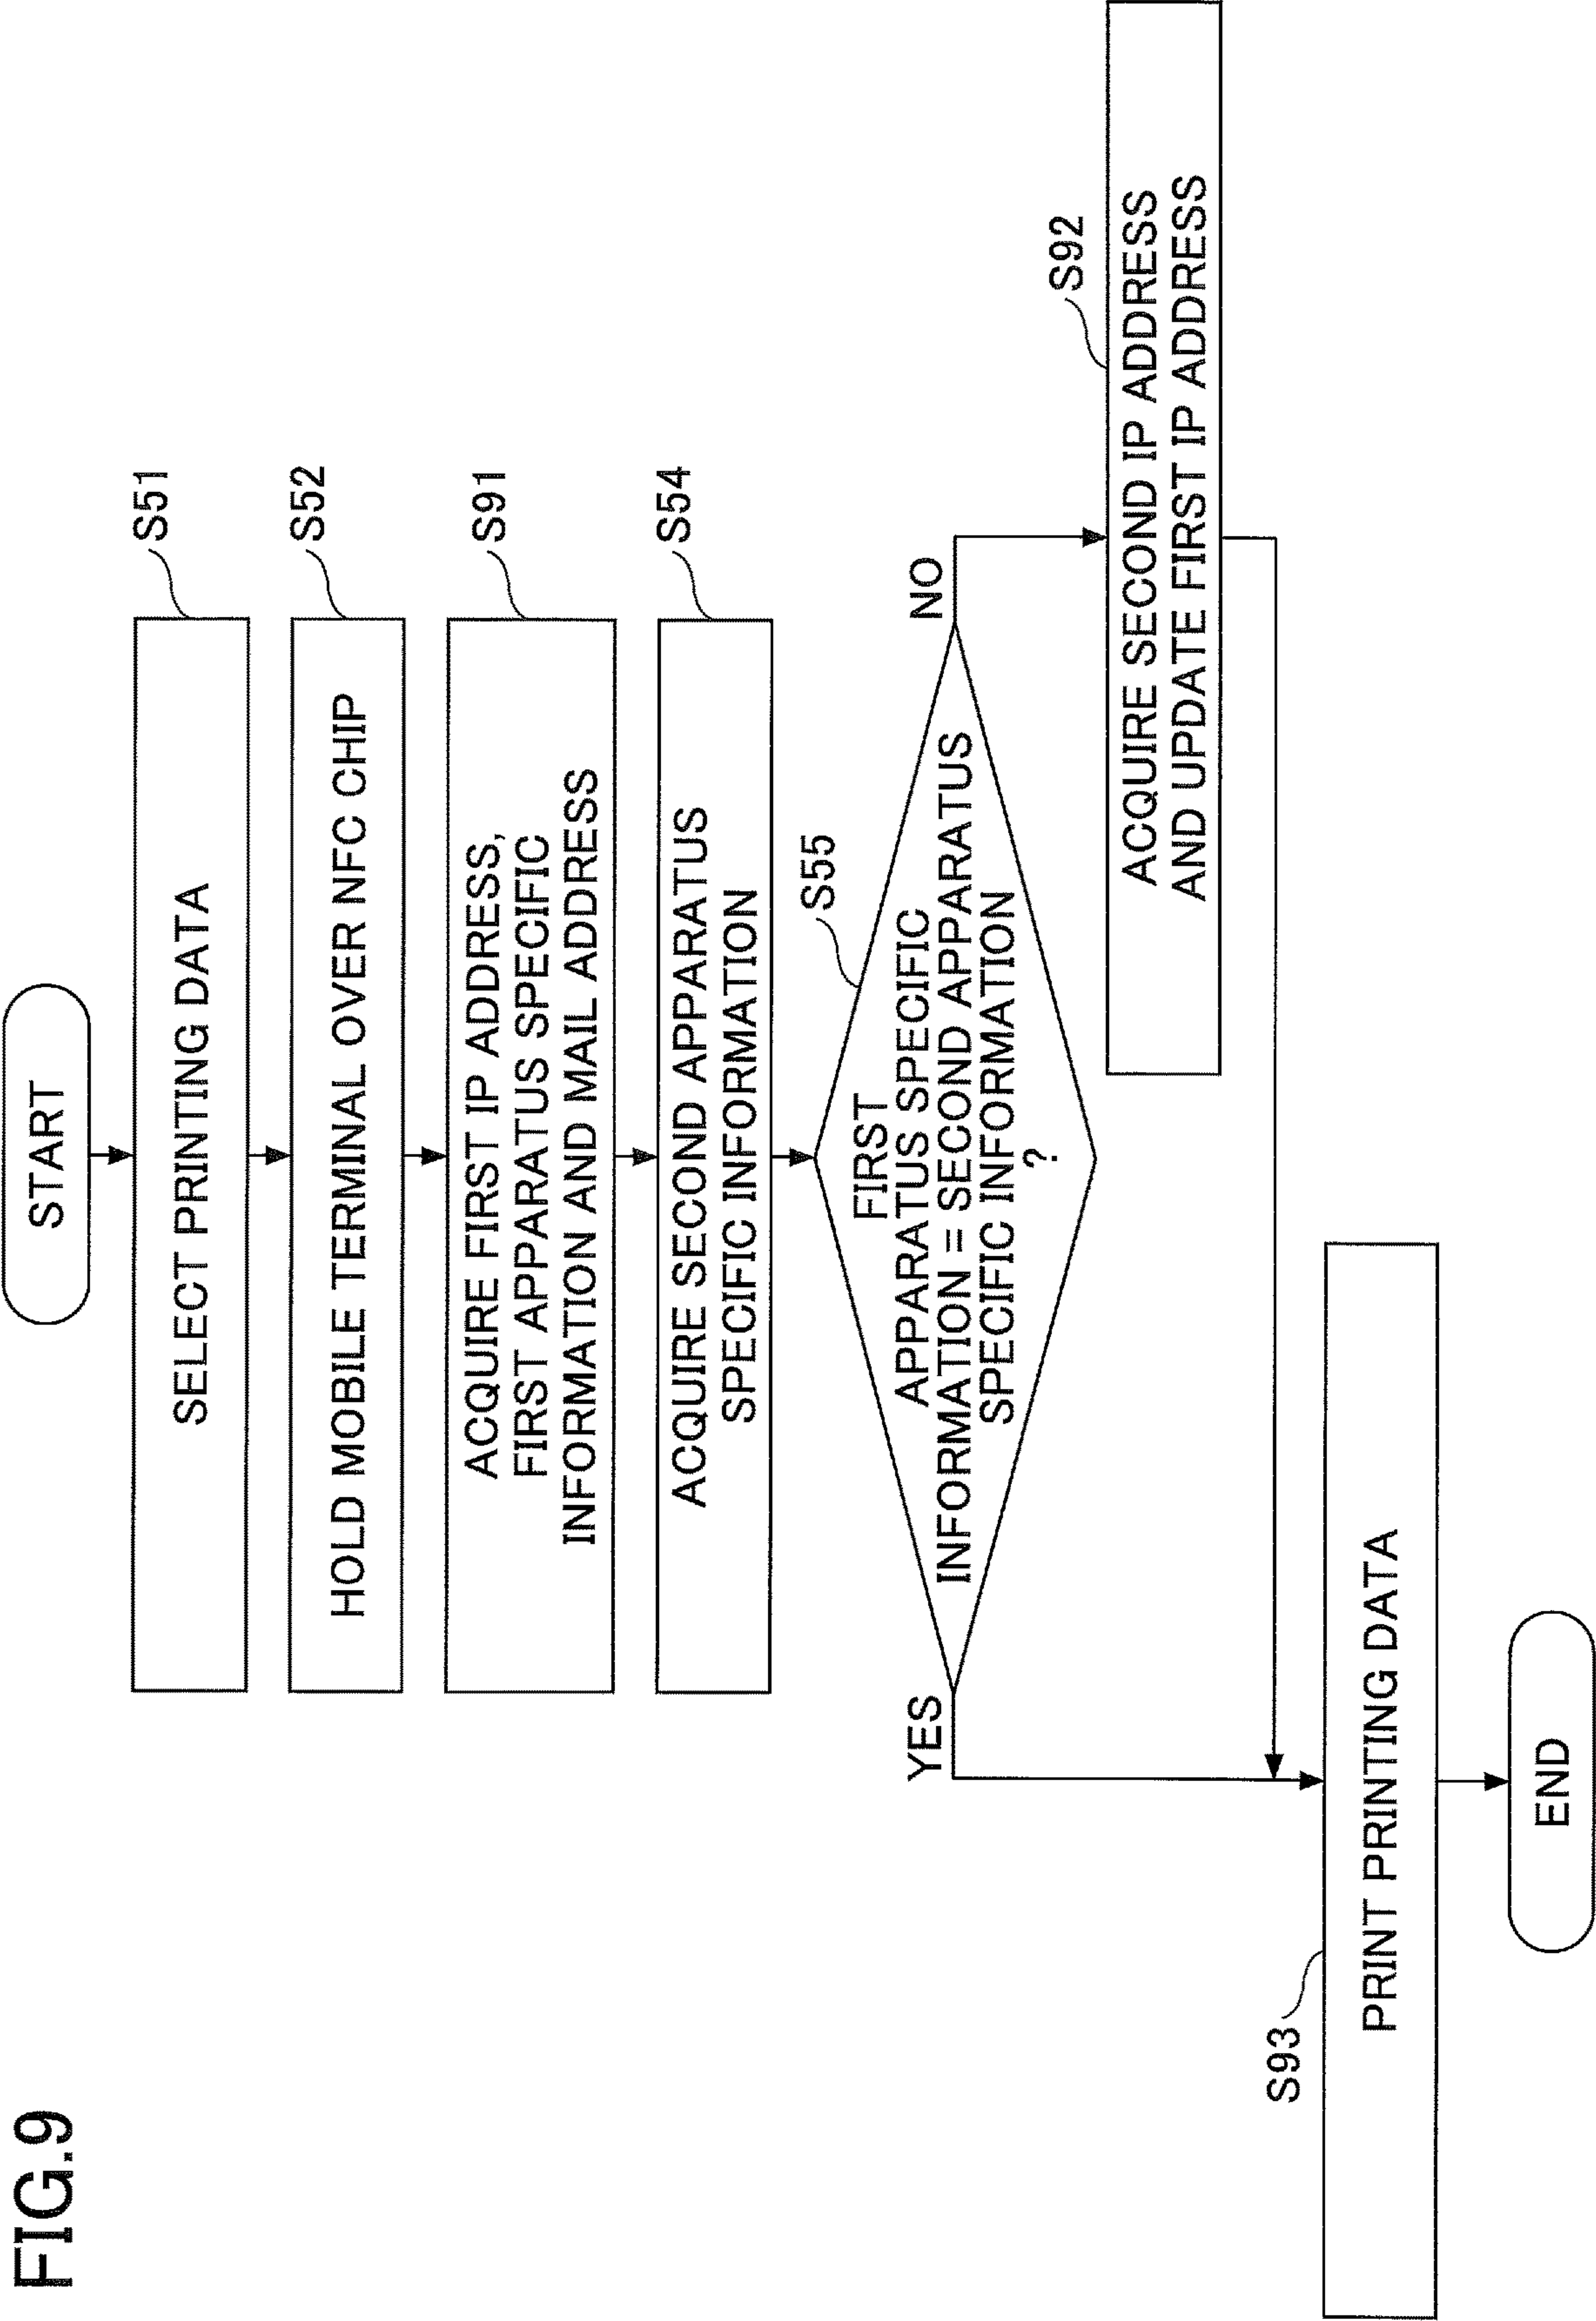 FIG.9
START
S51
SELECT PRINTING DATA
S52
HOLD MOBILE TERMINAL OVER NFC CHIP
S91
ACQUIRE FIRST IP ADDRESS,
FIRST APPARATUS SPECIFIC
INFORMATION AND MAIL ADDRESS
S54
ACQUIRE SECOND APPARATUS
SPECIFIC INFORMATION
S55
FIRST
APPARATUS SPECIFIC
INFORMATION = SECOND APPARATUS
SPECIFIC INFORMATION
?
YES
NO
S92
ACQUIRE SECOND IP ADDRESS
AND UPDATE FIRST IP ADDRESS
S93
PRINT PRINTING DATA
END